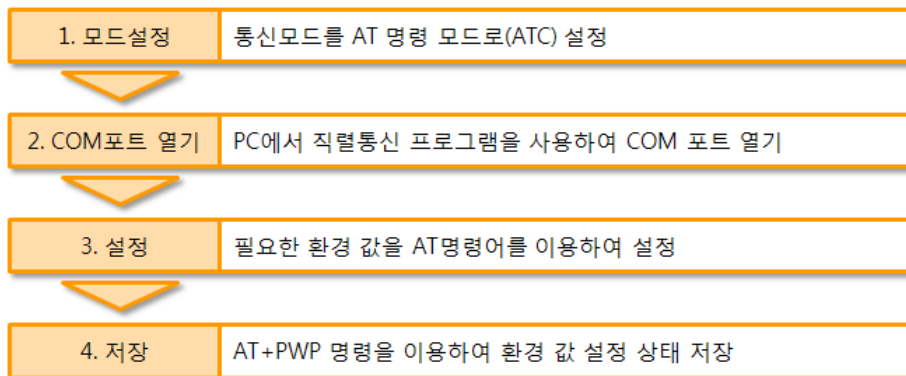 1. 모드설정 통신모드를 AT 명령 모드로(ATC) 설정
2. COM포트 열기 PC에서 직렬통신 프로그램을 사용하여 COM 포트 열기
3. 설정 필요한 환경 값을 AT명령어를 이용하여 설정
4. 저장 AT+PWP 명령을 이용하여 환경 값 설정 상태 저장